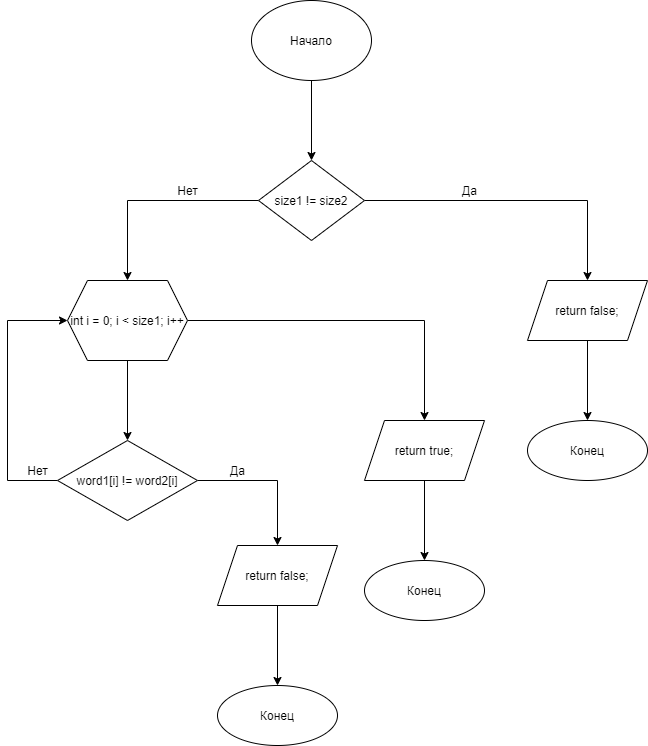 Начало
Нет
Да
size1 != size2
int i = 0; i < size1; i++
return false;
return true;
Конец
Нет
Да
word1[i] != word2[i]
return false;
Конец
Конец